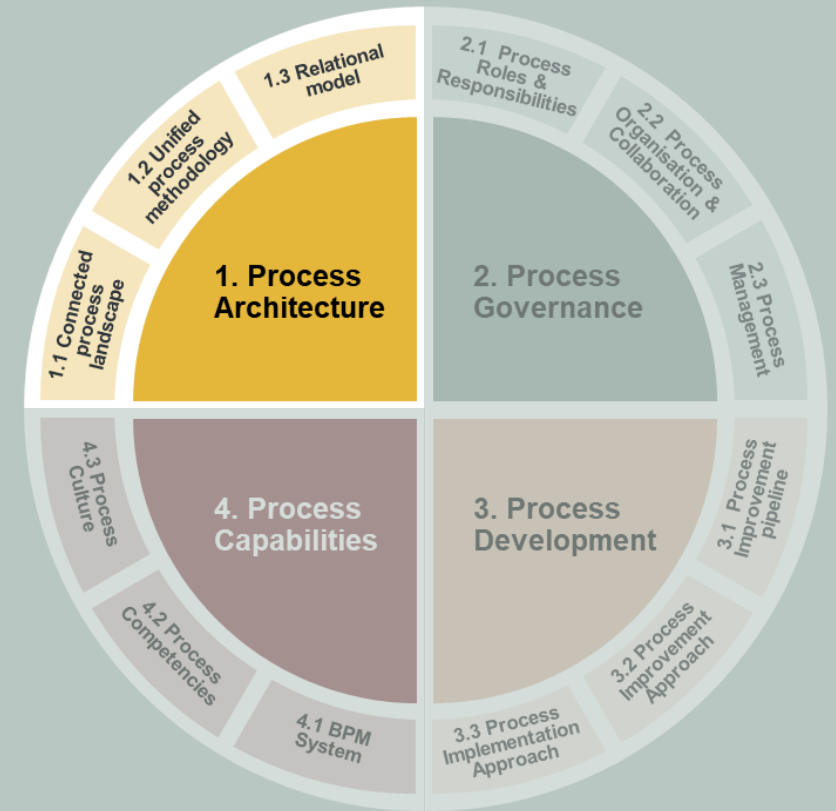 1.1 Connected
process
landscape
1.2 Unified
process
methodology
1.3 Relational
model
1. Process
Architecture
2.1 Process
Roles &
Responsibilities
2.2 Process
Organisation &
Collaboration
2.3 Process
Management
2. Process
Governance
3.1 Process
Improvement
pipeline
3.2 Process
Improvement
Approach
3.3 Process
Implementation
Approach
3. Process
Development
4.1 BPM
System
4.2 Process
Competencies
4.3 Process
Culture
4. Process
Capabilities